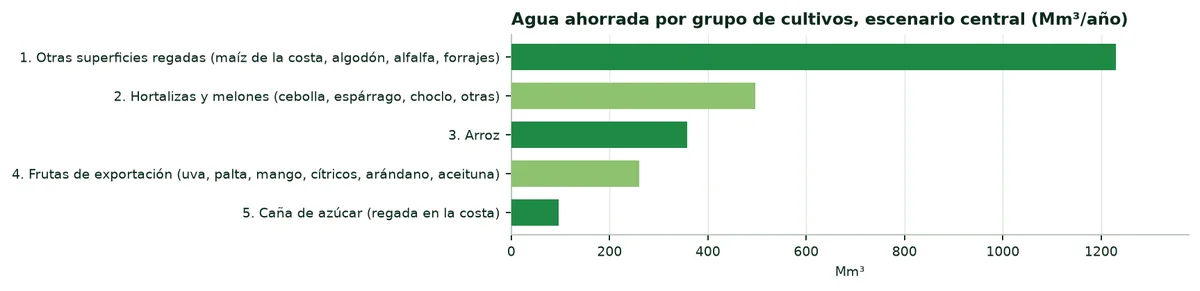 Agua ahorrada por grupo de cultivos, escenario central (Mm³/año)
1. Otras superficies regadas (maíz de la costa, algodón, alfalfa, forrajes)
2. Hortalizas y melones (cebolla, espárrago, choclo, otras)
3. Arroz
4. Frutas de exportación (uva, palta, mango, cítricos, arándano, aceituna)
5. Caña de azúcar (regada en la costa)
0 200 400 600 800 1000 1200
Mm³